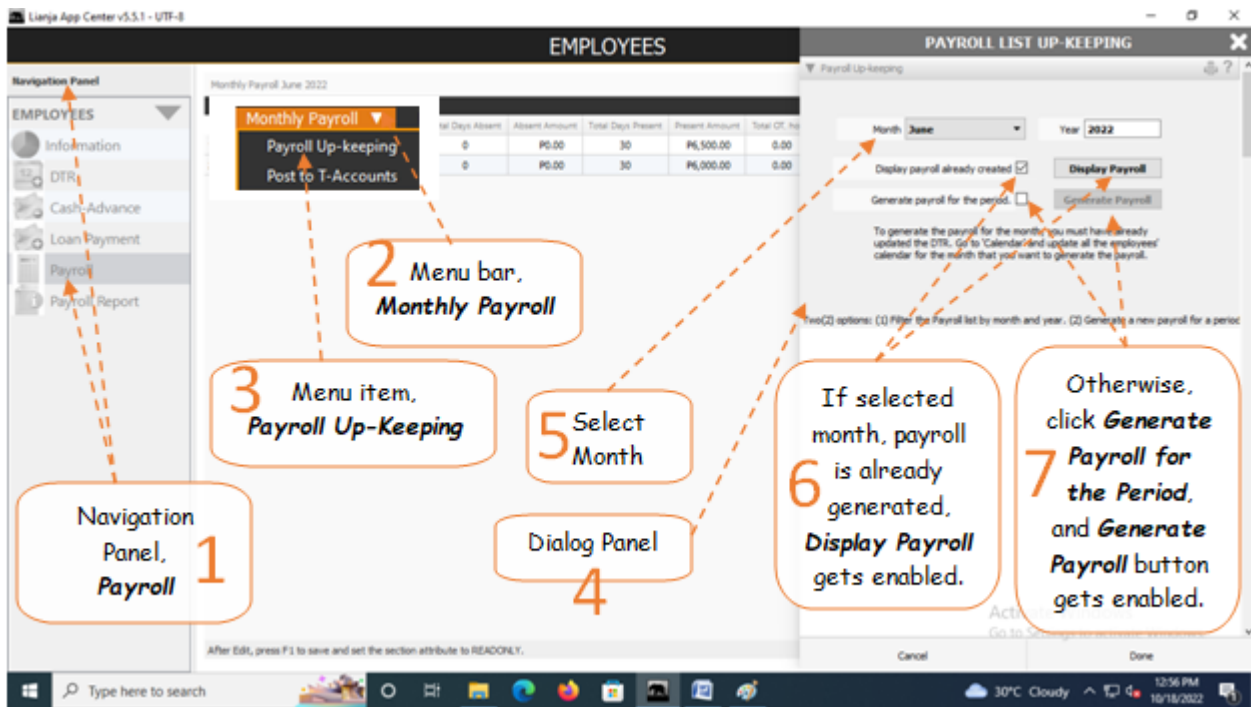 Lianja App Center v5.5.1 - UTF-8
EMPLOYEES
PAYROLL LIST UP-KEEPING
Navigation Panel
EMPLOYEES
Information
DTR
Cash-Advance
Loan Payment
Payroll
Payroll Report
Monthly Payroll June 2022
Monthly Payroll ▼
Payroll Up-keeping
Post to T-Accounts
Total Days Absent Absent Amount Total Days Present Present Amount Total OT.
0 ₱0.00 30 ₱6,500.00 0.00
0 ₱0.00 30 ₱6,000.00 0.00
Payroll Up-keeping
Month June Year 2022
Display payroll already created Display Payroll
Generate payroll for the period. Generate Payroll
To generate the payroll for the month, you must have already
updated the DTR. Go to 'Calendar' and update all the employees'
calendar for the month that you want to generate the payroll.
Two(2) options: (1) Filter the Payroll list by month and year. (2) Generate a new payroll for a period
1
Navigation
Panel,
Payroll
2
Menu bar,
Monthly Payroll
3
Menu item,
Payroll Up-Keeping
Dialog Panel
4
5
Select
Month
6
If selected
month, payroll
is already
generated,
Display Payroll
gets enabled.
7
Otherwise,
click Generate
Payroll for
the Period,
and Generate
Payroll button
gets enabled.
After Edit, press F1 to save and set the section attribute to READONLY.
Cancel Done
Type here to search
30°C Cloudy
12:56 PM
10/18/2022